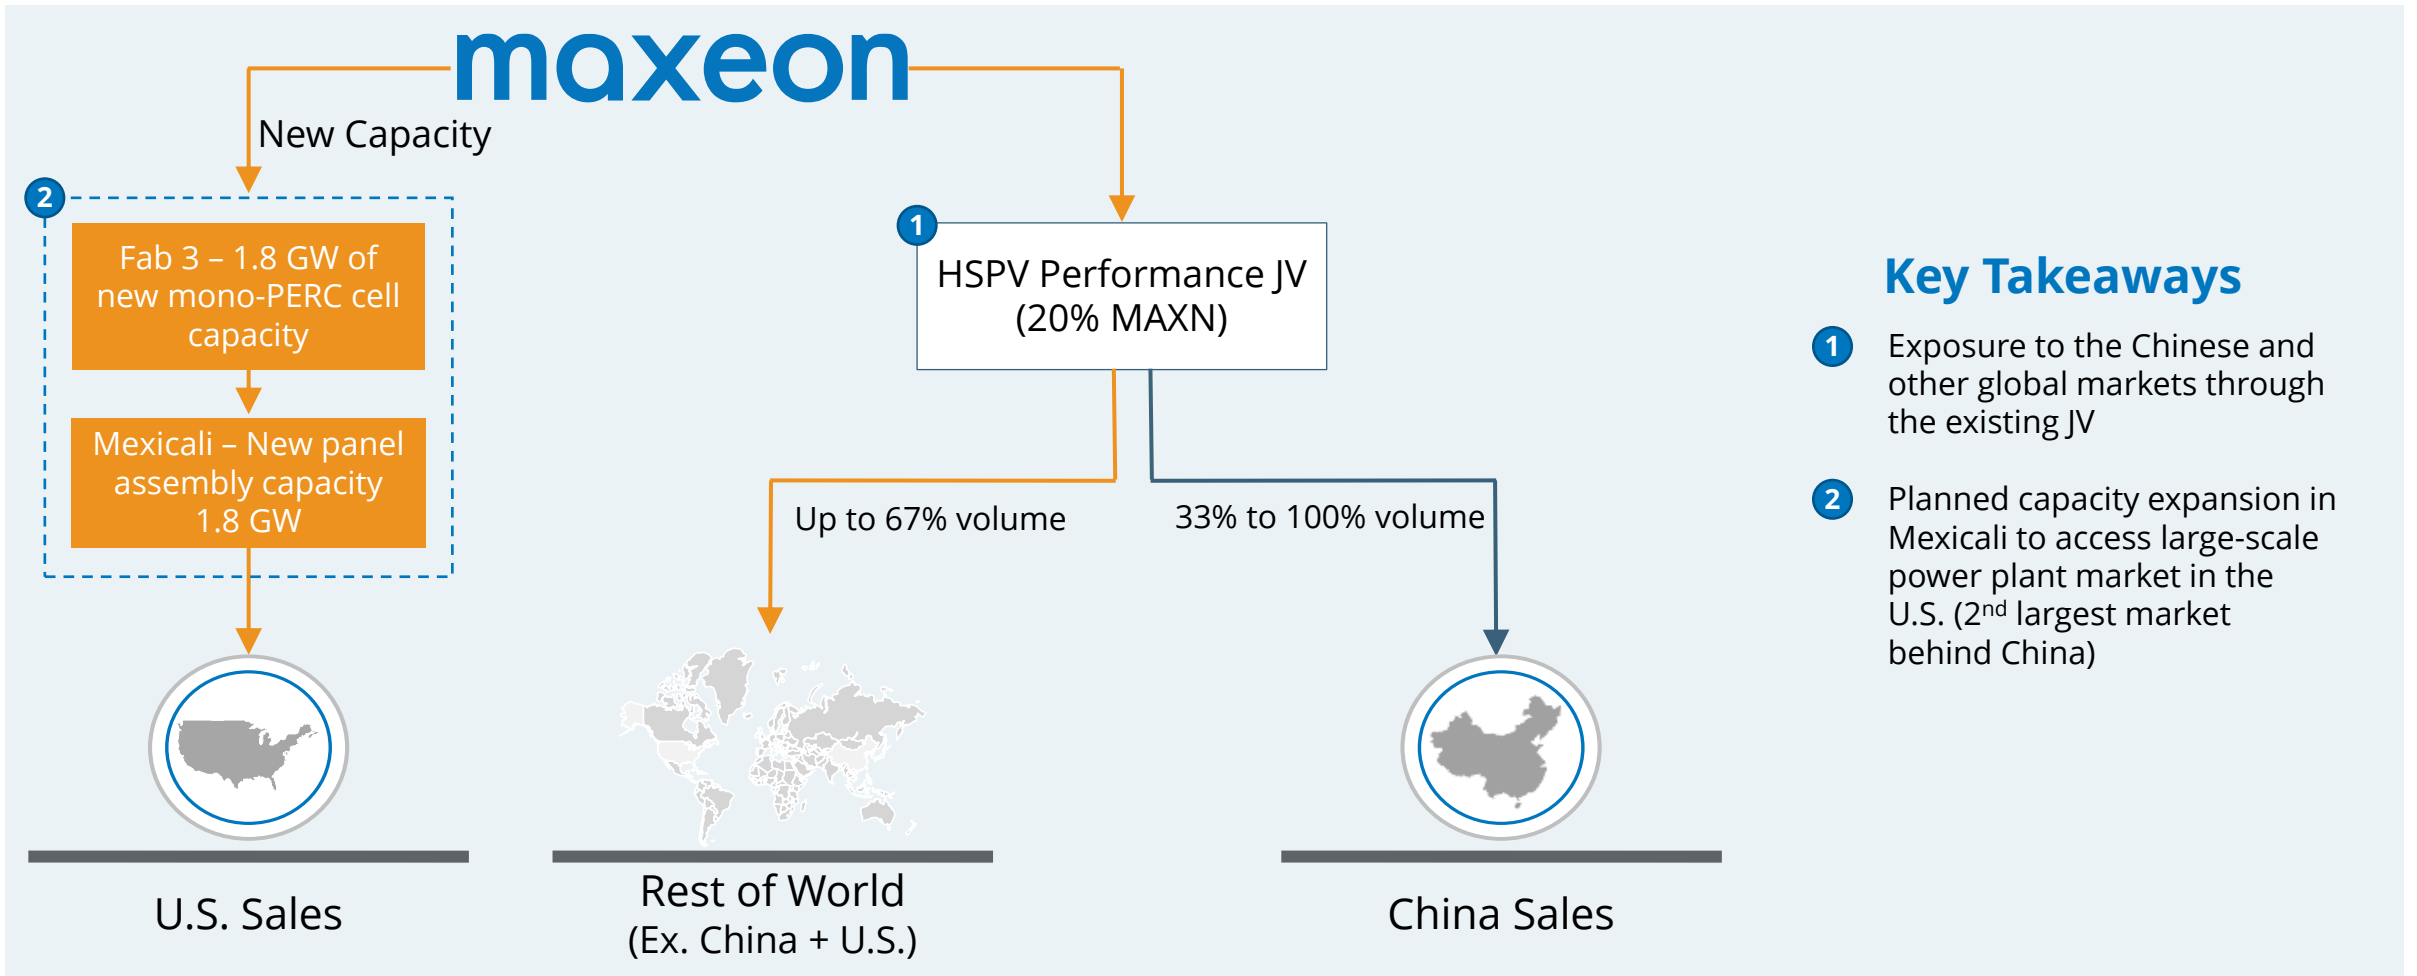 maxeon
New Capacity
2
Fab 3 – 1.8 GW of
new mono-PERC cell
capacity
Mexicali – New panel
assembly capacity
1.8 GW
U.S. Sales
1
HSPV Performance JV
(20% MAXN)
Up to 67% volume
33% to 100% volume
Rest of World
(Ex. China + U.S.)
China Sales
Key Takeaways
1
Exposure to the Chinese and
other global markets through
the existing JV
2
Planned capacity expansion in
Mexicali to access large-scale
power plant market in the
U.S. (2nd largest market
behind China)